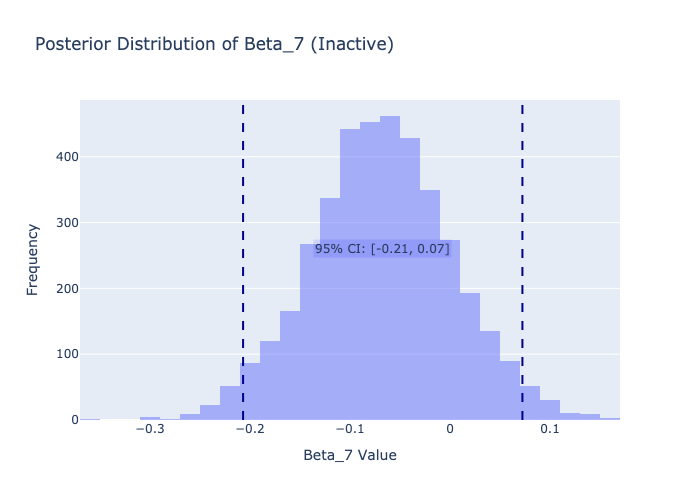 Posterior Distribution of Beta_7 (Inactive)
400
300
200
100
0
Frequency
95% CI: [-0.21, 0.07]
−0.3
−0.2
−0.1
0
0.1
Beta_7 Value